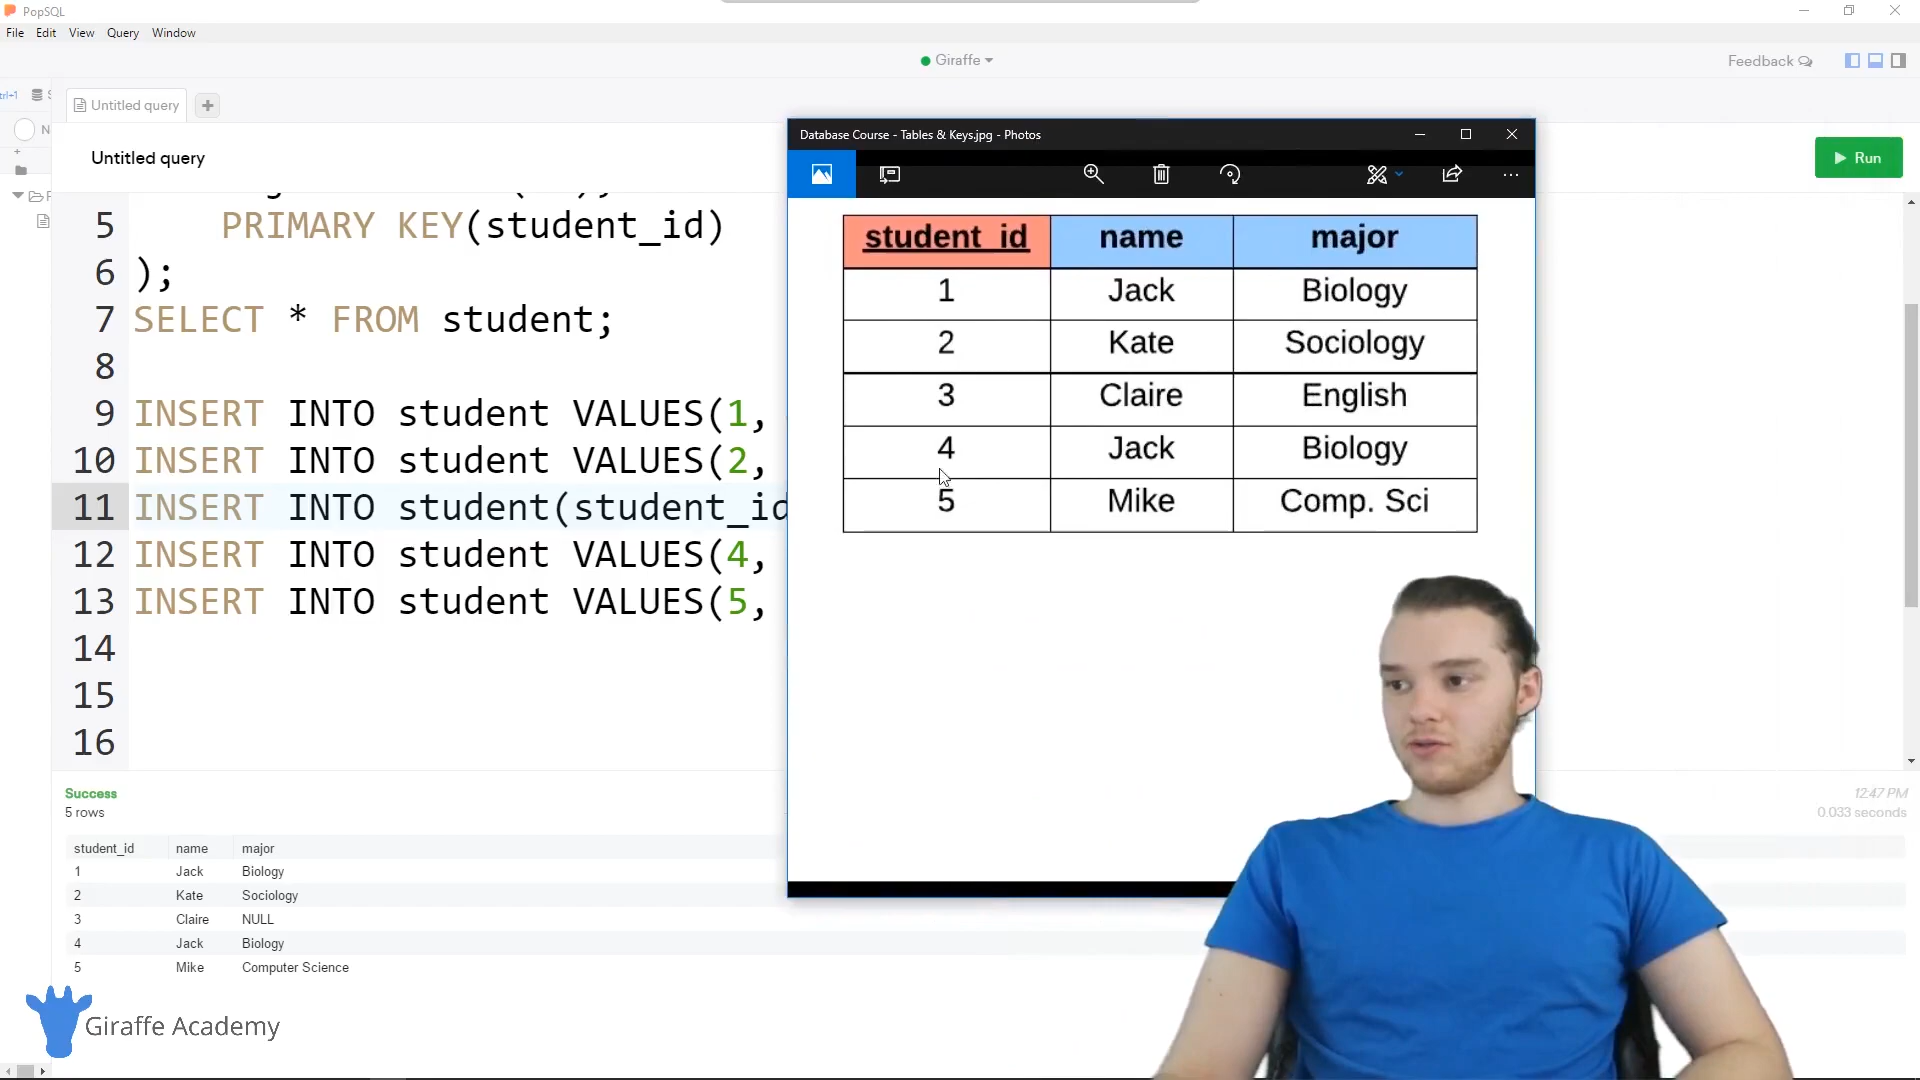 PopSQL
File Edit View Query Window
Giraffe
Feedback
Untitled query
Untitled query
Run
5 PRIMARY KEY(student_id)
6 );
7 SELECT * FROM student;
8
9 INSERT INTO student VALUES(1,
10 INSERT INTO student VALUES(2,
11 INSERT INTO student(student_id
12 INSERT INTO student VALUES(4,
13 INSERT INTO student VALUES(5,
14
15
16
Database Course - Tables & Keys.jpg - Photos
student_id name major
1 Jack Biology
2 Kate Sociology
3 Claire English
4 Jack Biology
5 Mike Comp. Sci
Success
5 rows
12:47 PM
0.033 seconds
student_id name major
1 Jack Biology
2 Kate Sociology
3 Claire NULL
4 Jack Biology
5 Mike Computer Science
Giraffe Academy